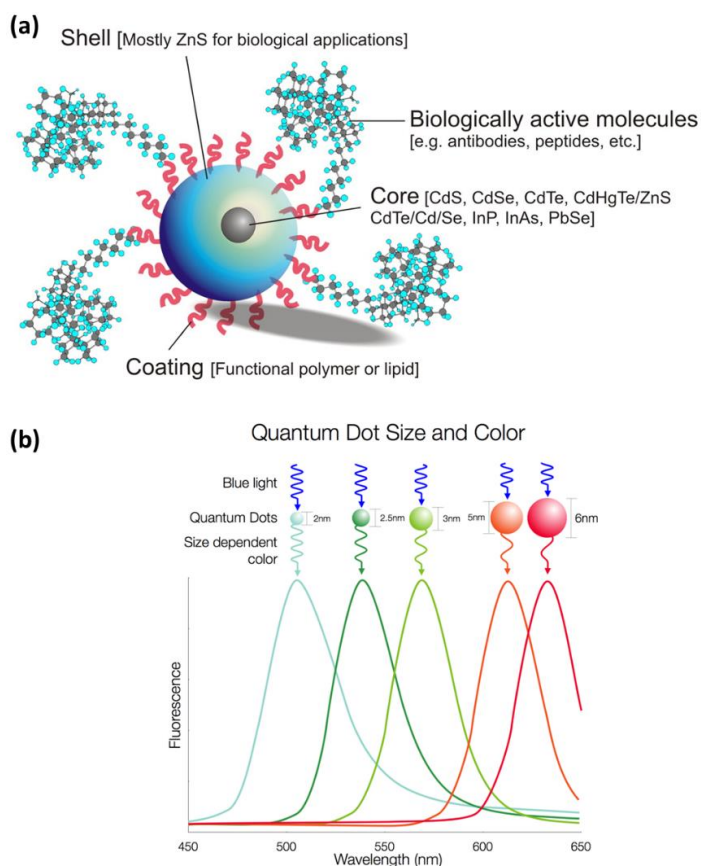 (a)
Shell [Mostly ZnS for biological applications]
Biologically active molecules
[e.g. antibodies, peptides, etc.]
Core [CdS, CdSe, CdTe, CdHgTe/ZnS
CdTe/Cd/Se, InP, InAs, PbSe]
Coating [Functional polymer or lipid]
(b)
Quantum Dot Size and Color
Blue light
Quantum Dots
2nm
2.5nm
3nm
5nm
6nm
Size dependent
color
Fluorescence
450
500
550
600
650
Wavelength (nm)